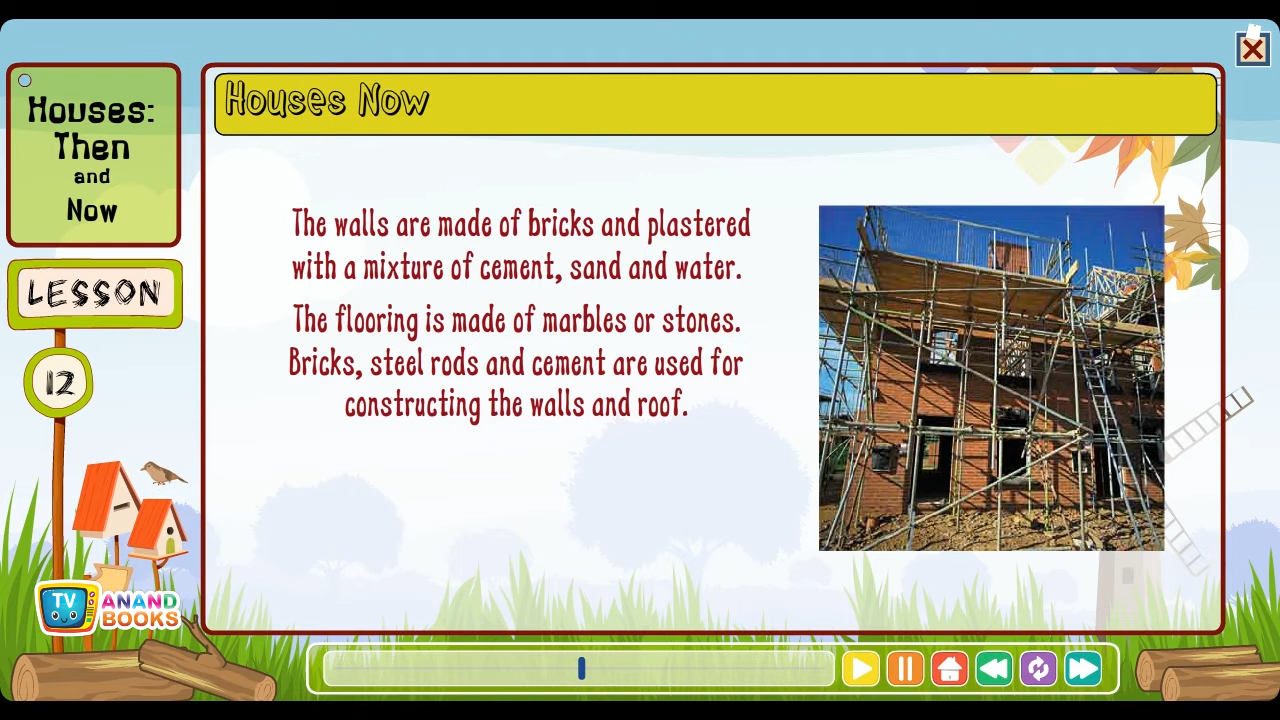 Houses:
Then
and
Now
LESSON
12
Houses Now
The walls are made of bricks and plastered
with a mixture of cement, sand and water.
The flooring is made of marbles or stones.
Bricks, steel rods and cement are used for
constructing the walls and roof.
TV
ANAND
BOOKS